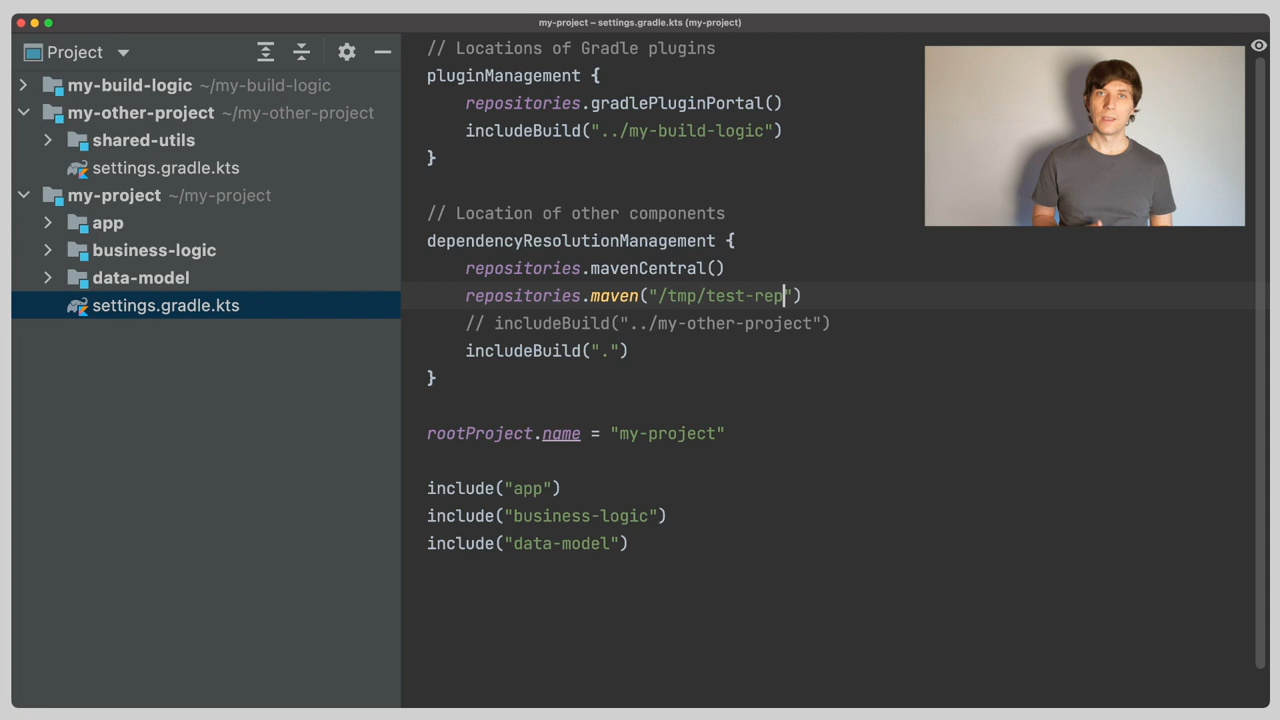 my-project – settings.gradle.kts (my-project)
Project
my-build-logic ~/my-build-logic
my-other-project ~/my-other-project
shared-utils
settings.gradle.kts
my-project ~/my-project
app
business-logic
data-model
settings.gradle.kts
// Locations of Gradle plugins
pluginManagement {
repositories.gradlePluginPortal()
includeBuild("../my-build-logic")
}
// Location of other components
dependencyResolutionManagement {
repositories.mavenCentral()
repositories.maven("/tmp/test-rep")
// includeBuild("../my-other-project")
includeBuild(".")
}
rootProject.name = "my-project"
include("app")
include("business-logic")
include("data-model")